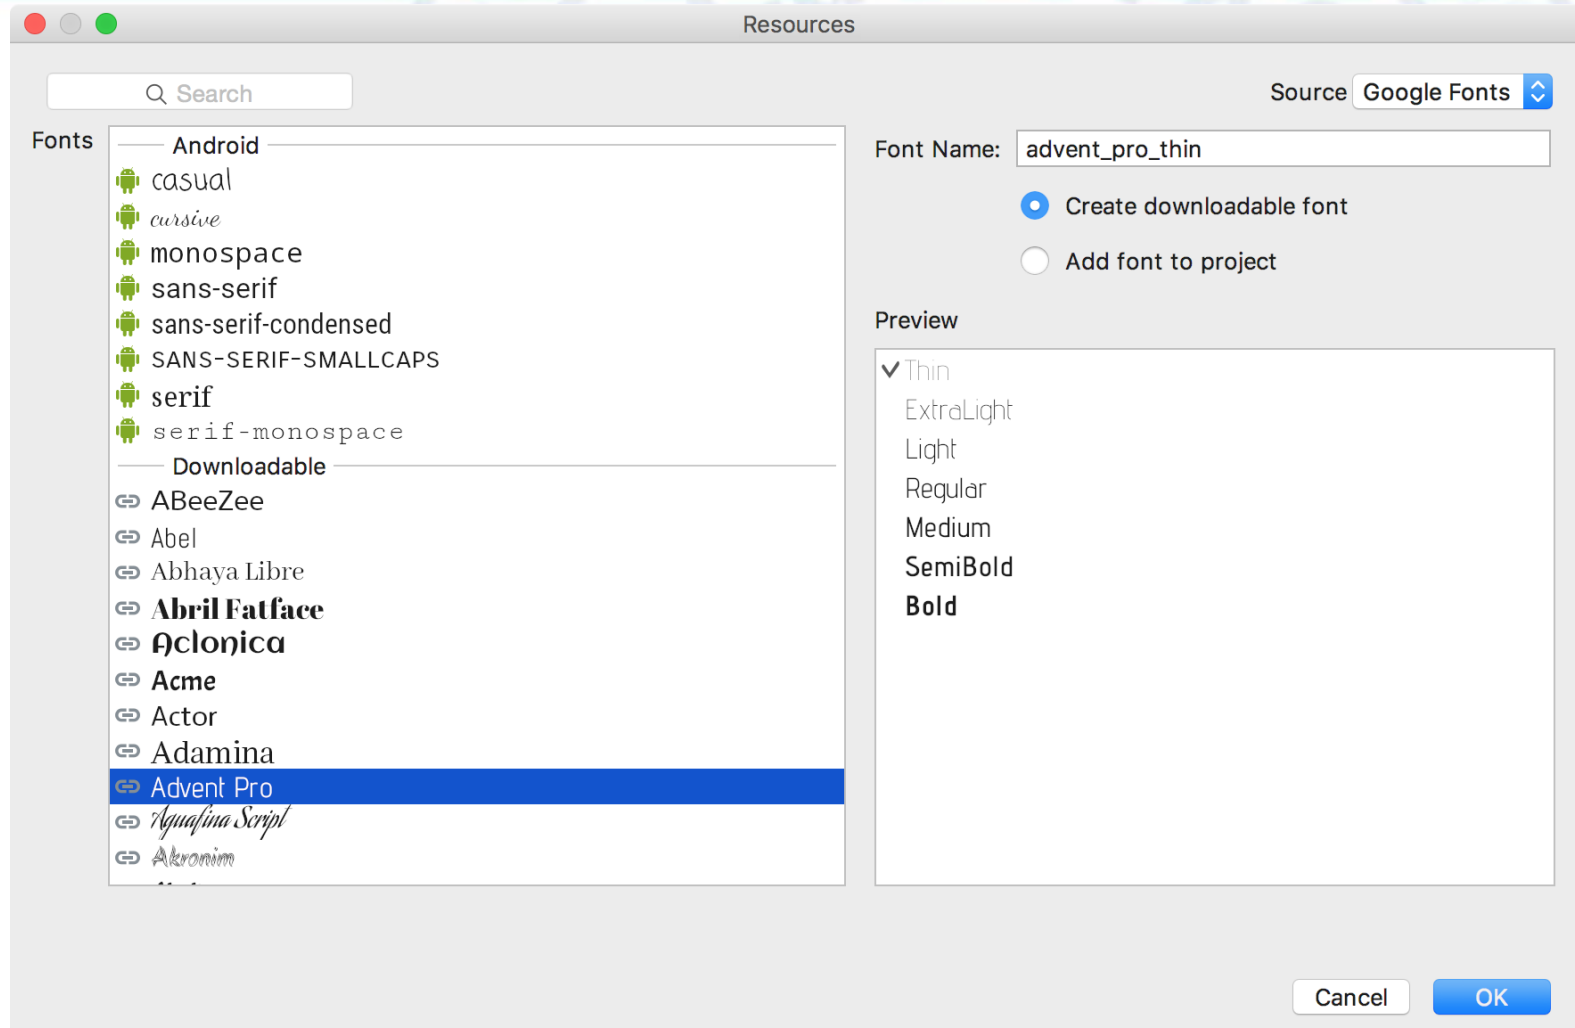 Resources
Search
Source Google Fonts
Fonts
Android
casual
cursive
monospace
sans-serif
sans-serif-condensed
SANS-SERIF-SMALLCAPS
serif
serif-monospace
Downloadable
ABeeZee
Abel
Abhaya Libre
Abril Fatface
Aclonica
Acme
Actor
Adamina
Advent Pro
Aguafina Script
Akronim
Font Name: advent_pro_thin
Create downloadable font
Add font to project
Preview
Thin
ExtraLight
Light
Regular
Medium
SemiBold
Bold
Cancel
OK